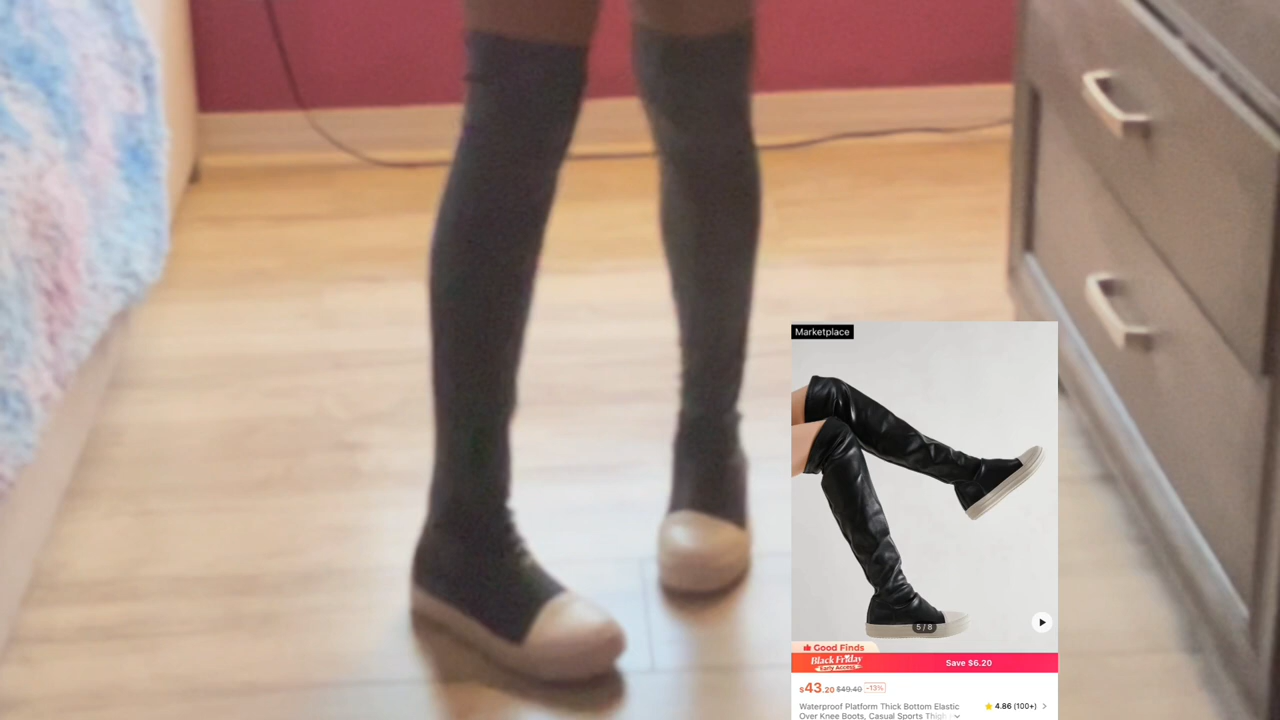 Marketplace
5 / 8
Good Finds
Black Friday
Early Access
Save $6.20
$43.20 $49.40 -13%
Waterproof Platform Thick Bottom Elastic
Over Knee Boots, Casual Sports Thigh
4.86 (100+)